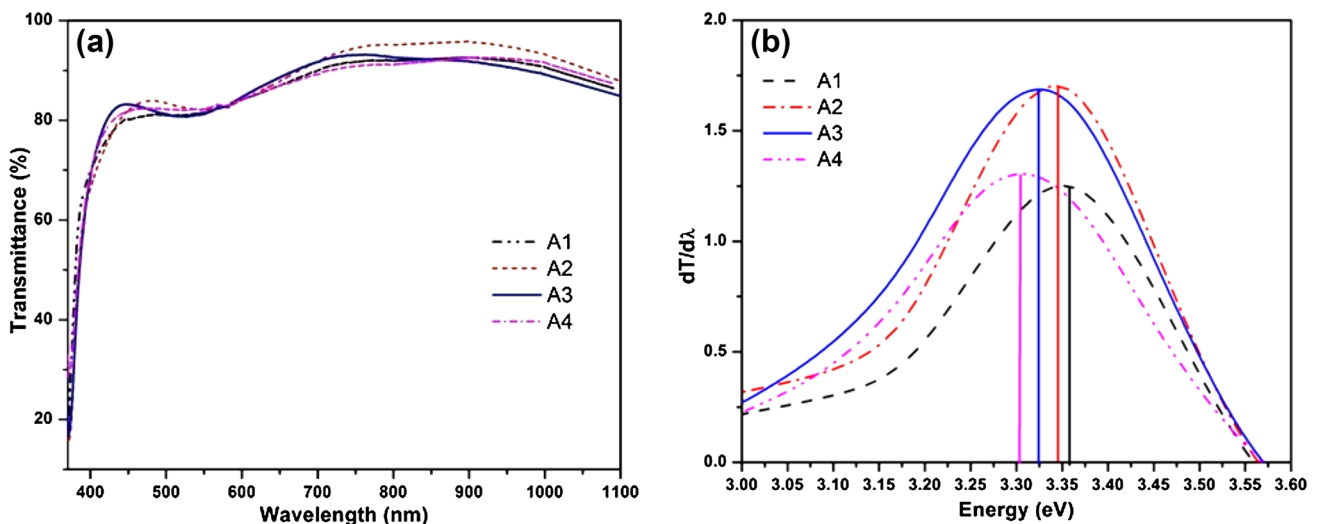 (a)
Transmittance (%)
100
80
60
40
20
A1
A2
A3
A4
400 500 600 700 800 900 1000 1100
Wavelength (nm)
(b)
dT/dλ
2.0
1.5
1.0
0.5
0.0
A1
A2
A3
A4
3.00 3.05 3.10 3.15 3.20 3.25 3.30 3.35 3.40 3.45 3.50 3.55 3.60
Energy (eV)